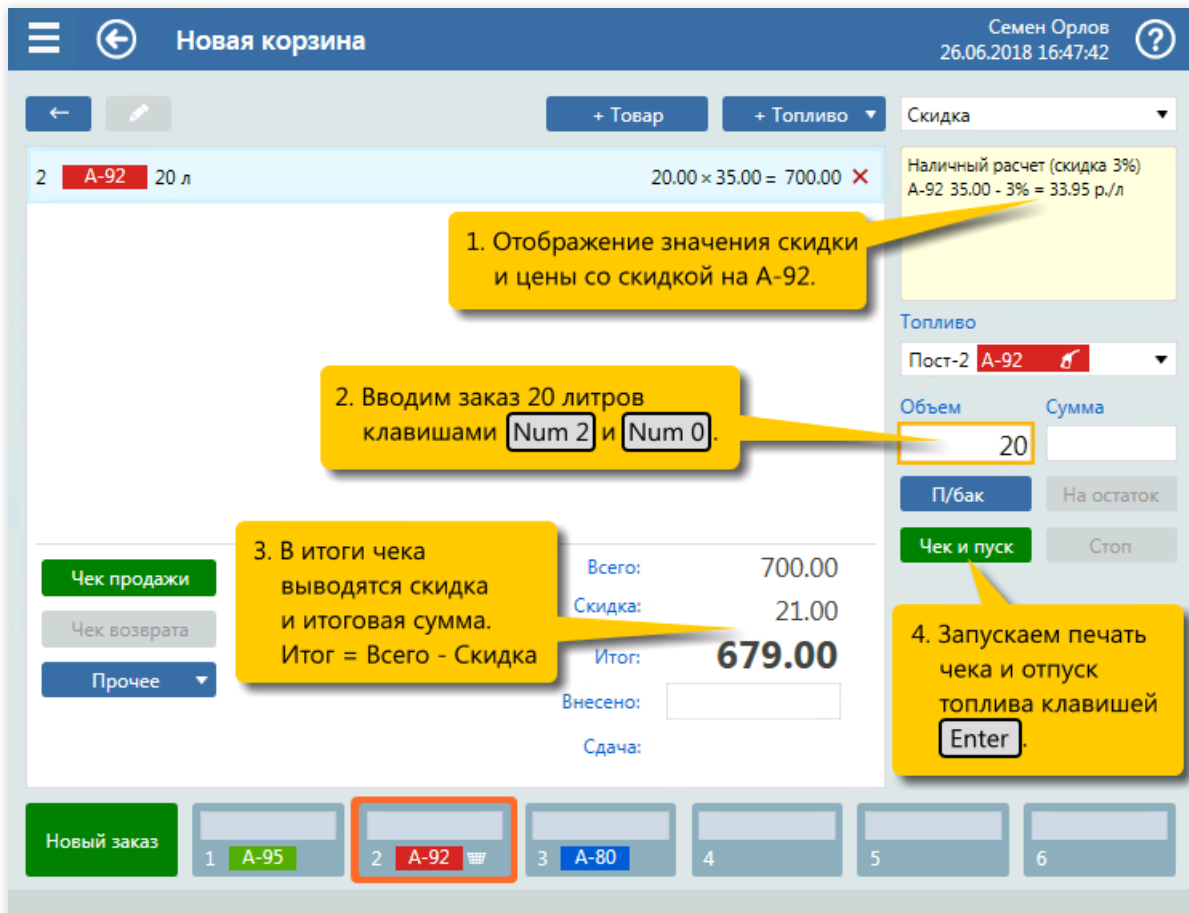 Новая корзина
Семен Орлов
26.06.2018 16:47:42
+ Товар
+ Топливо
Скидка
2 А-92 20 л 20.00 × 35.00 = 700.00
Наличный расчет (скидка 3%)
А-92 35.00 - 3% = 33.95 р./л
1. Отображение значения скидки
и цены со скидкой на А-92.
Топливо
Пост-2 А-92
2. Вводим заказ 20 литров
клавишами Num 2 и Num 0.
Объем Сумма
20
П/бак На остаток
Чек и пуск Стоп
3. В итоги чека
выводятся скидка
и итоговая сумма.
Итог = Всего - Скидка
Чек продажи
Чек возврата
Прочее
Всего: 700.00
Скидка: 21.00
Итог: 679.00
Внесено:
Сдача:
4. Запускаем печать
чека и отпуск
топлива клавишей
Enter.
Новый заказ
1 А-95
2 А-92
3 А-80
4
5
6